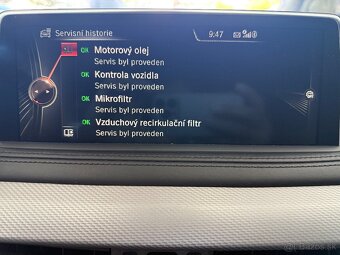 Servisní historie
9:47
OK Motorový olej
Servis byl proveden
OK Kontrola vozidla
Servis byl proveden
OK Mikrofiltr
Servis byl proveden
OK Vzduchový recirkulační filtr
Servis byl proveden